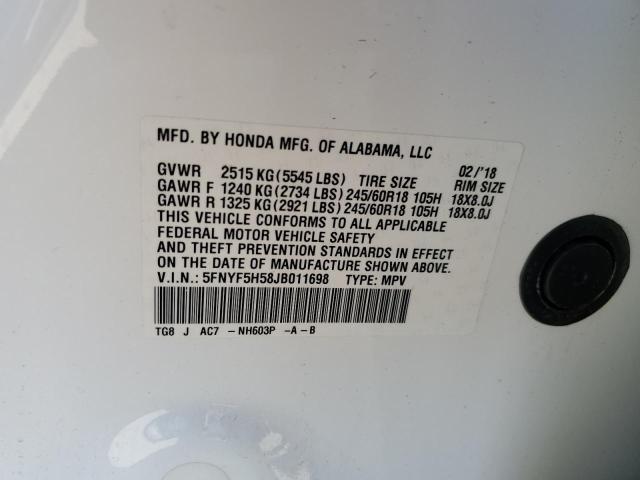 MFD. BY HONDA MFG. OF ALABAMA, LLC
GVWR 2515 KG (5545 LBS) TIRE SIZE 02/'18 RIM SIZE
GAWR F 1240 KG (2734 LBS) 245/60R18 105H 18X8.0J
GAWR R 1325 KG (2921 LBS) 245/60R18 105H 18X8.0J
THIS VEHICLE CONFORMS TO ALL APPLICABLE
FEDERAL MOTOR VEHICLE SAFETY
AND THEFT PREVENTION STANDARDS IN EFFECT
ON THE DATE OF MANUFACTURE SHOWN ABOVE.
V.I.N.: 5FNYF5H58JB011698 TYPE: MPV
TG8 J AC7 -NH603P -A-B